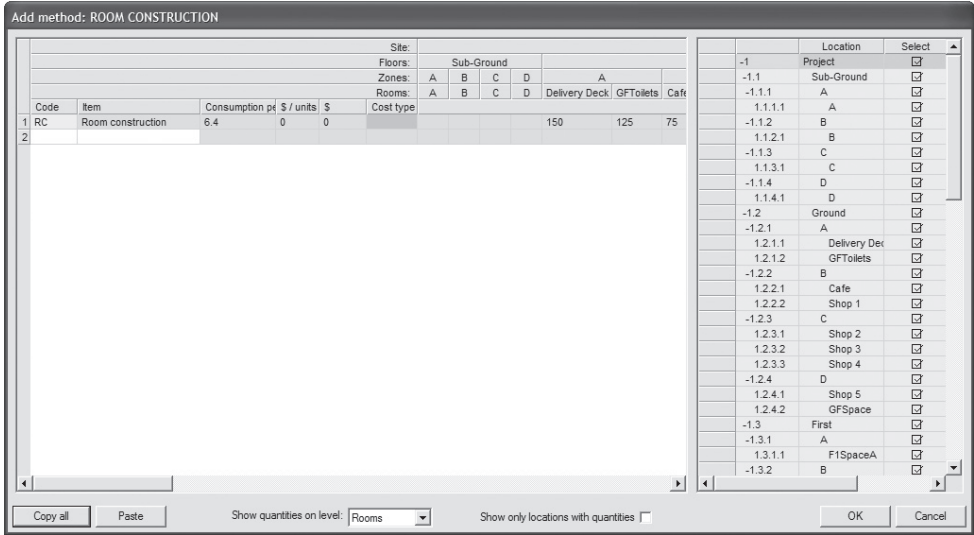 Add method: ROOM CONSTRUCTION
Site:
Floors: Sub-Ground
Zones: A B C D A
Rooms: A B C D Delivery Deck GFToilets Cafe
Code Item Consumption pe $ / units $ Cost type
1 RC Room construction 6.4 0 0 150 125 75
2
Location Select
-1 Project
-1.1 Sub-Ground
-1.1.1 A
1.1.1.1 A
-1.1.2 B
1.1.2.1 B
-1.1.3 C
1.1.3.1 C
-1.1.4 D
1.1.4.1 D
-1.2 Ground
-1.2.1 A
1.2.1.1 Delivery Dec
1.2.1.2 GFToilets
-1.2.2 B
1.2.2.1 Cafe
1.2.2.2 Shop 1
-1.2.3 C
1.2.3.1 Shop 2
1.2.3.2 Shop 3
1.2.3.3 Shop 4
-1.2.4 D
1.2.4.1 Shop 5
1.2.4.2 GFSpace
-1.3 First
-1.3.1 A
1.3.1.1 F1SpaceA
-1.3.2 B
Copy all Paste Show quantities on level: Rooms Show only locations with quantities OK Cancel